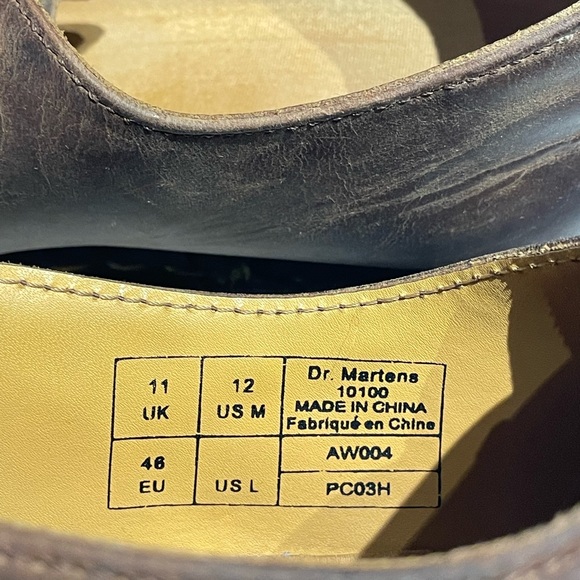 11
UK
12
US M
Dr. Martens
10100
MADE IN CHINA
Fabriqué en Chine
46
EU
US L
AW004
PC03H